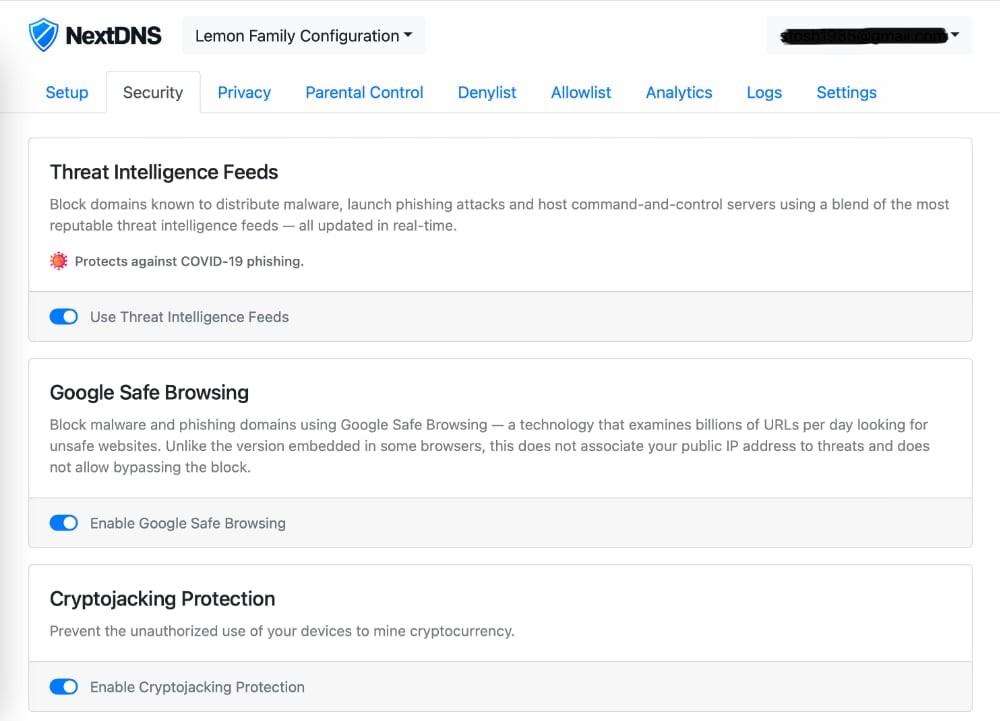 NextDNS
Lemon Family Configuration
Setup
Security
Privacy
Parental Control
Denylist
Allowlist
Analytics
Logs
Settings
Threat Intelligence Feeds
Block domains known to distribute malware, launch phishing attacks and host command-and-control servers using a blend of the most
reputable threat intelligence feeds — all updated in real-time.
Protects against COVID-19 phishing.
Use Threat Intelligence Feeds
Google Safe Browsing
Block malware and phishing domains using Google Safe Browsing — a technology that examines billions of URLs per day looking for
unsafe websites. Unlike the version embedded in some browsers, this does not associate your public IP address to threats and does
not allow bypassing the block.
Enable Google Safe Browsing
Cryptojacking Protection
Prevent the unauthorized use of your devices to mine cryptocurrency.
Enable Cryptojacking Protection